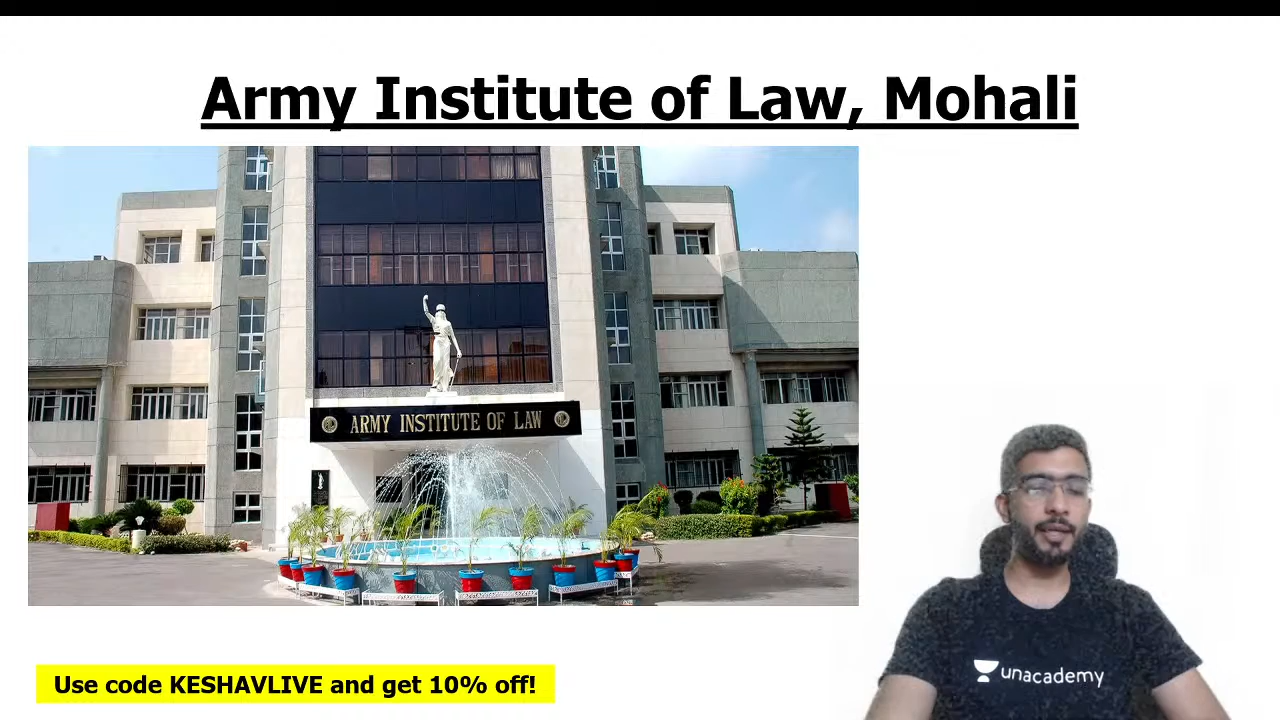 Army Institute of Law, Mohali
ARMY INSTITUTE OF LAW
unacademy
Use code KESHAVLIVE and get 10% off!